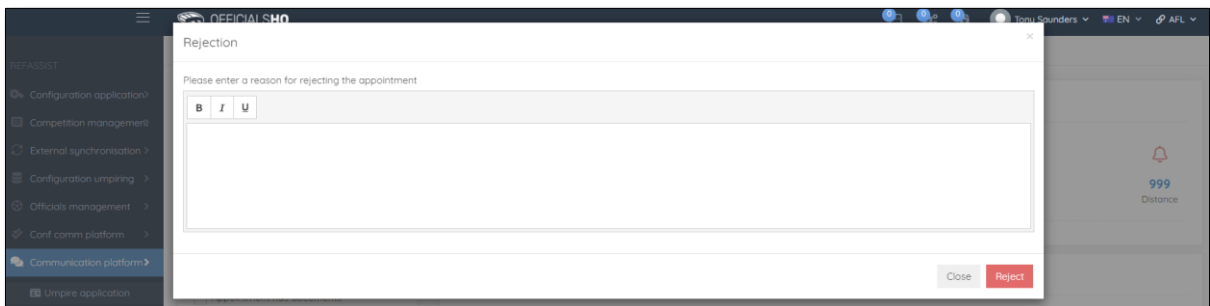 OFFICIALSHQ
0 0 0 Tony Saunders EN AFL
Rejection ×
REFASSIST
Please enter a reason for rejecting the appointment
Configuration application
B I U
Competition management
External synchronisation
Configuration umpiring
999
Officials management
Distance
Conf comm platform
Communication platform
Close Reject
Umpire application